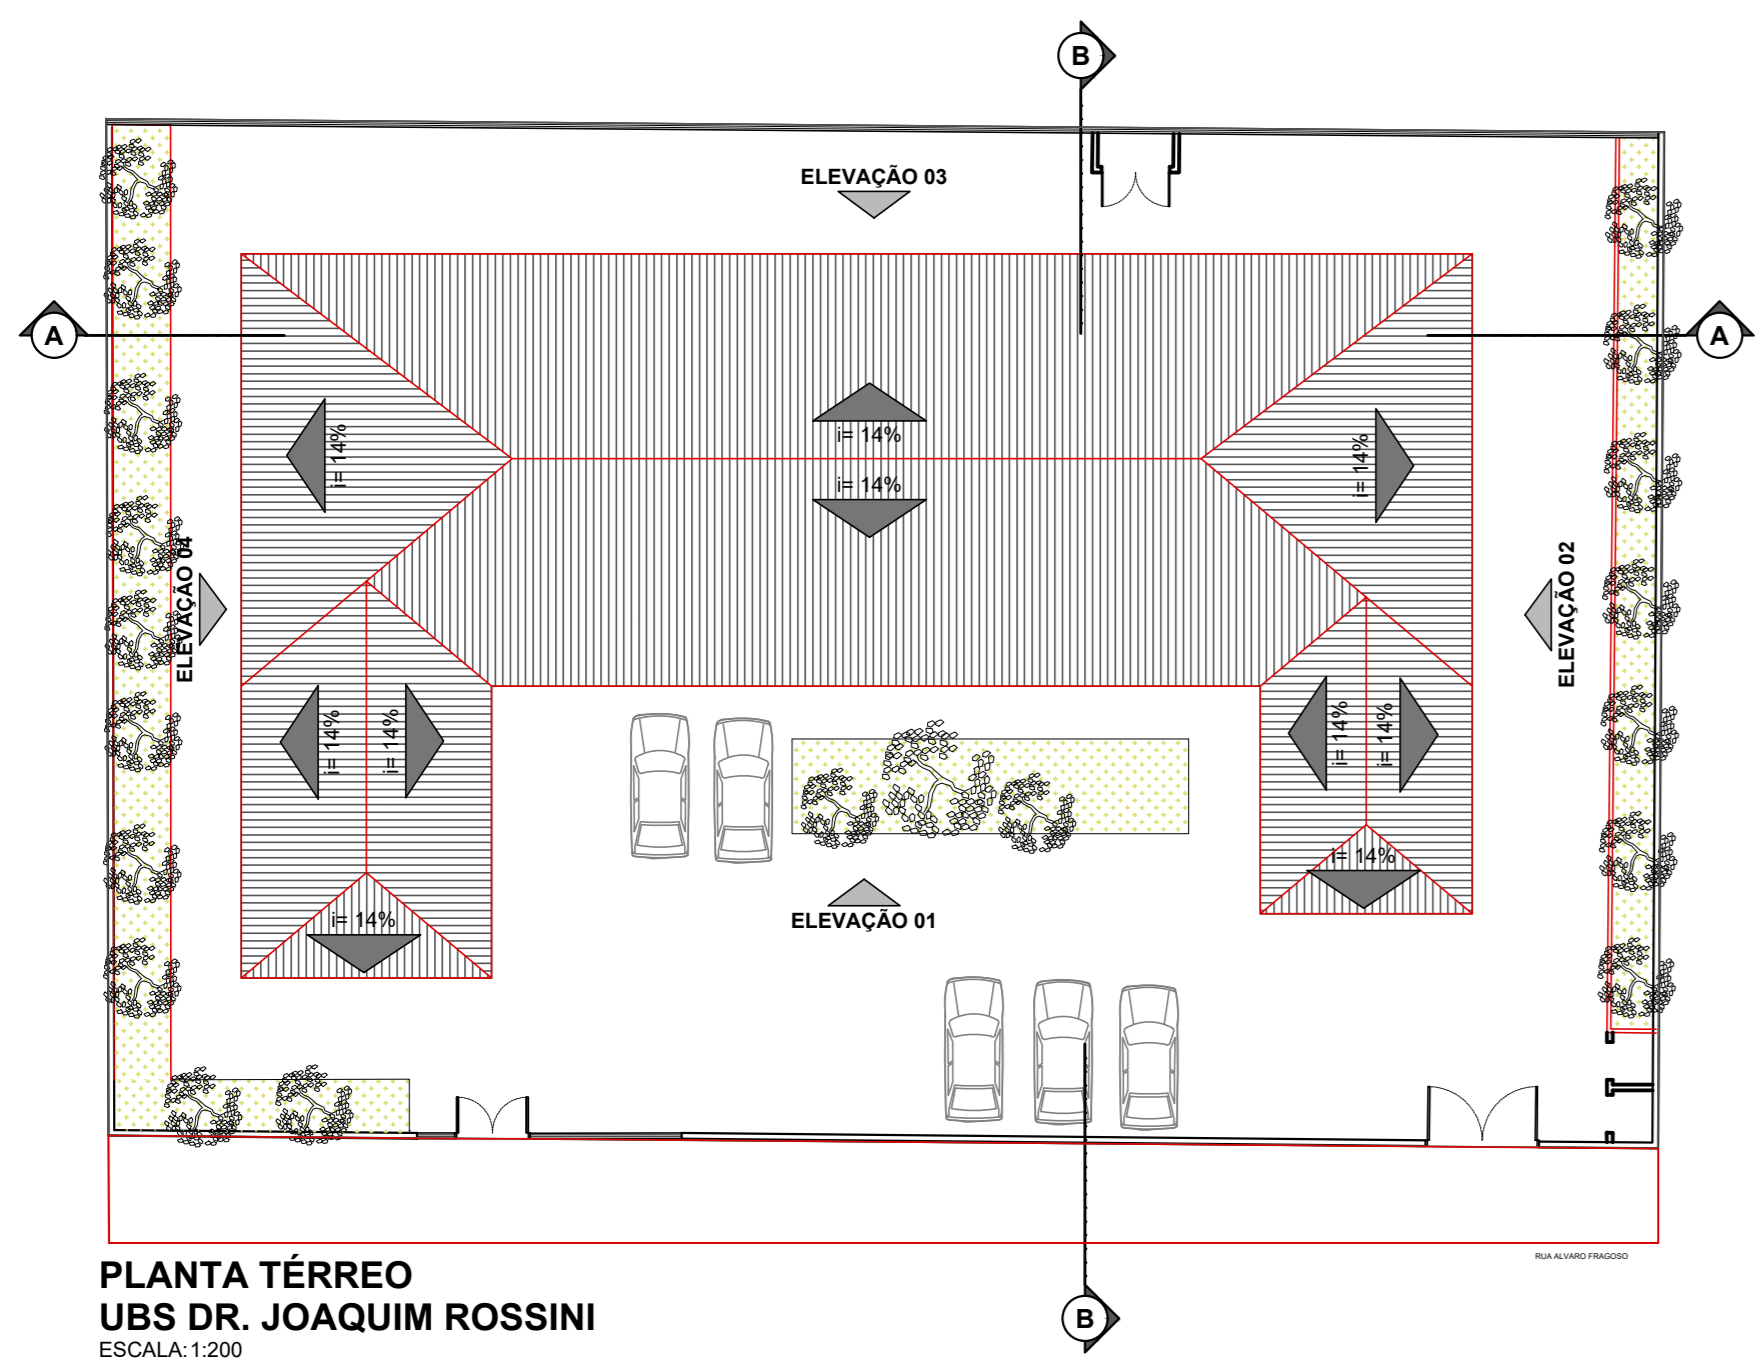 B
ELEVAÇÃO 03
A
A
i= 14%
i= 14%
i= 14%
i= 14%
ELEVAÇÃO 04
ELEVAÇÃO 02
i= 14%
i= 14%
i= 14%
i= 14%
i= 14%
i= 14%
ELEVAÇÃO 01
RUA ALVARO FRAGOSO
PLANTA TÉRREO
UBS DR. JOAQUIM ROSSINI
ESCALA:1:200
B